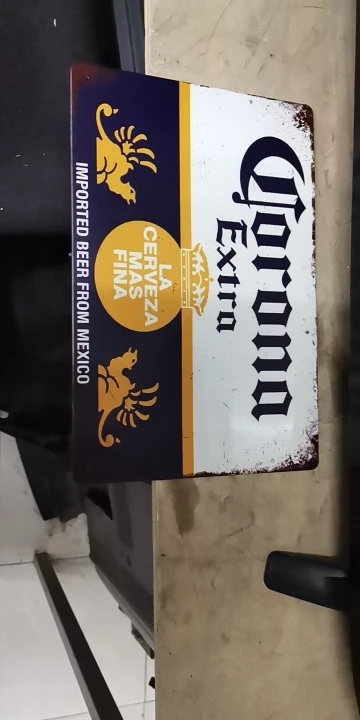 Corona
Extra
LA
CERVEZA
MAS
FINA
IMPORTED BEER FROM MEXICO